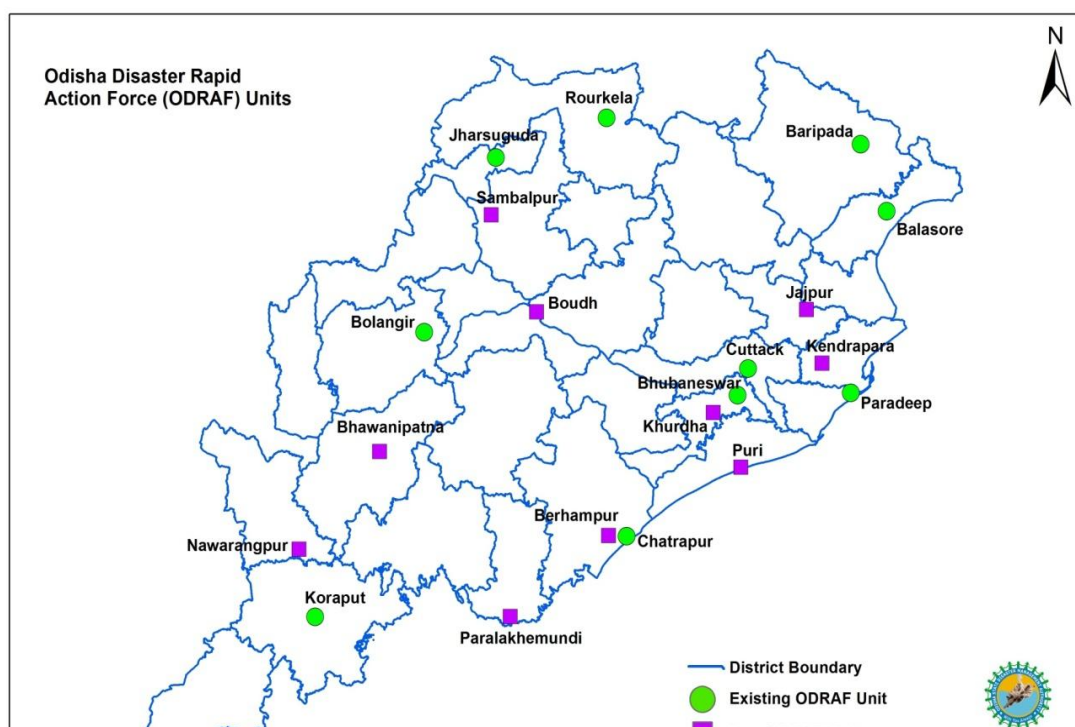 N
Odisha Disaster Rapid
Action Force (ODRAF) Units
Rourkela
Jharsuguda
Baripada
Sambalpur
Balasore
Boudh
Jajpur
Bolangir
Cuttack
Kendrapara
Bhubaneswar
Paradeep
Khurdha
Bhawanipatna
Puri
Berhampur
Chatrapur
Nawarangpur
Koraput
Paralakhemundi
District Boundary
Existing ODRAF Unit